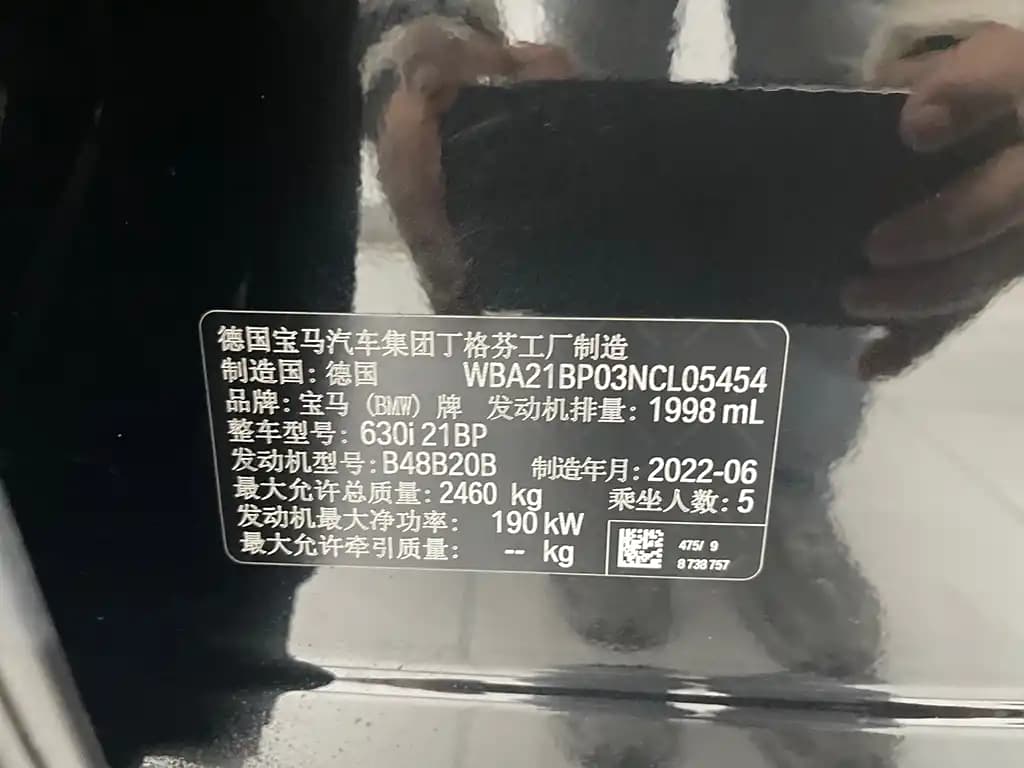 德国宝马汽车集团丁格芬工厂制造
制造国: 德国 WBA21BP03NCL05454
品牌: 宝马 (BMW) 牌 发动机排量: 1998 mL
整车型号: 630i 21BP
发动机型号: B48B20B 制造年月: 2022-06
最大允许总质量: 2460 kg 乘坐人数: 5
发动机最大净功率: 190 kW
最大允许牵引质量: -- kg
475/ 9
8 738 757